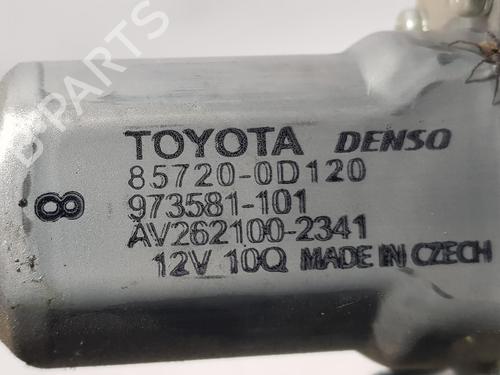 B-PARTS
TOYOTA DENSO
85720-0D120
8
973581-101
AV262100-2341
12V 10Q MADE IN CZECH